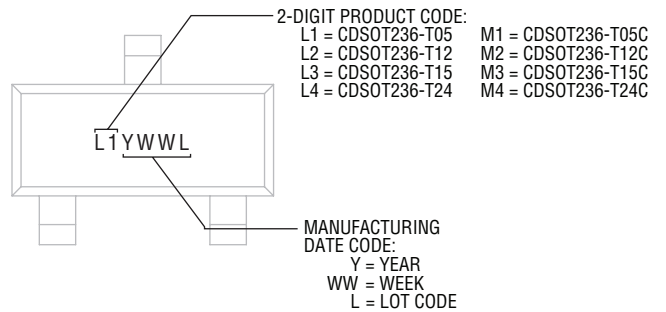 2-DIGIT PRODUCT CODE:
L1 = CDSOT236-T05 M1 = CDSOT236-T05C
L2 = CDSOT236-T12 M2 = CDSOT236-T12C
L3 = CDSOT236-T15 M3 = CDSOT236-T15C
L4 = CDSOT236-T24 M4 = CDSOT236-T24C
L1YWWL
MANUFACTURING
DATE CODE:
Y = YEAR
WW = WEEK
L = LOT CODE